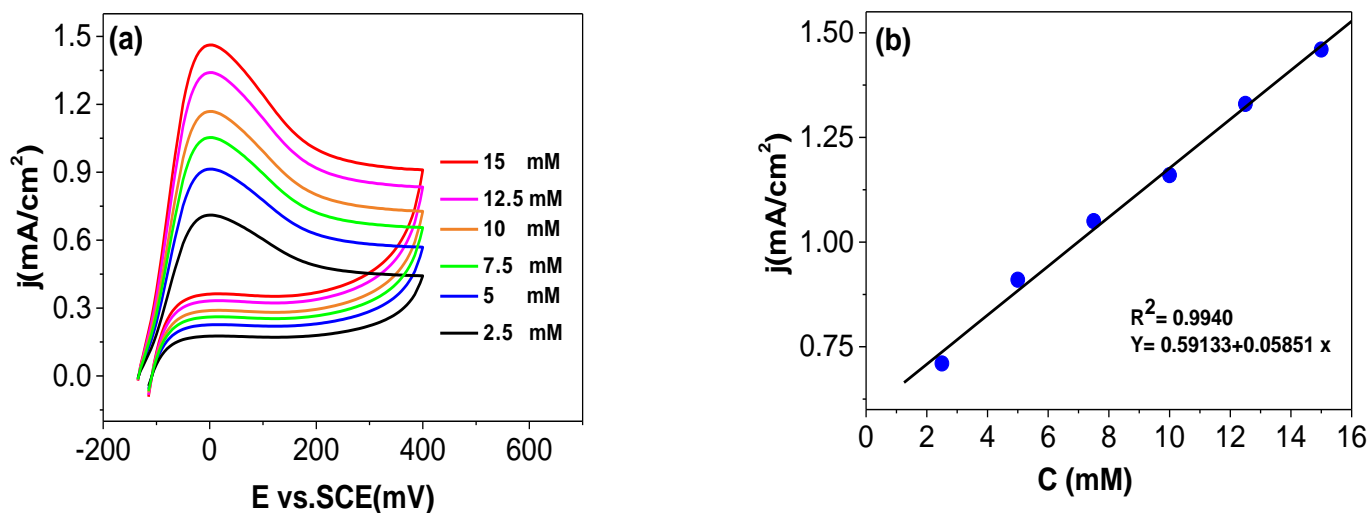 (a)
1.5
1.2
0.9
0.6
0.3
0.0
j(mA/cm²)
15 mM
12.5 mM
10 mM
7.5 mM
5 mM
2.5 mM
-200 0 200 400 600
E vs.SCE(mV)
(b)
1.50
1.25
1.00
0.75
j(mA/cm²)
R²= 0.9940
Y= 0.59133+0.05851 x
0 2 4 6 8 10 12 14 16
C (mM)